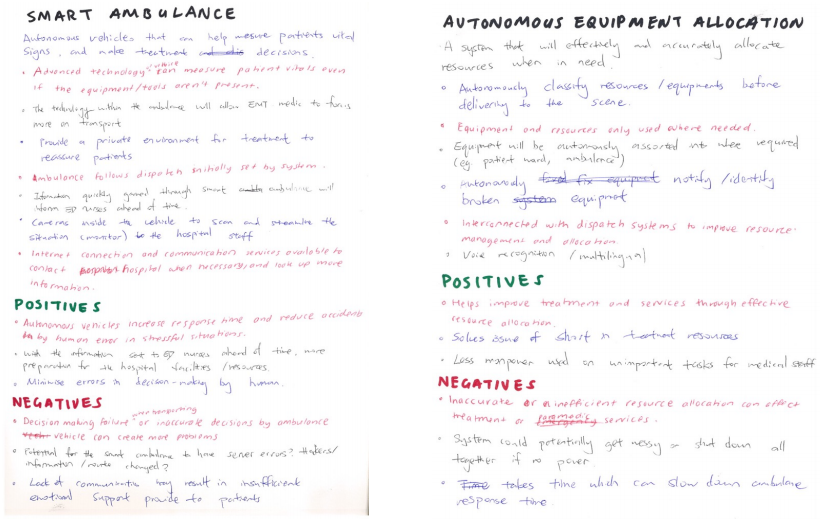 SMART AMBULANCE
Autonomous vehicles that can help mesure patients vital
signs, and make treatment decisions.
• Advanced technology can measure patient vitals even
if the equipment/tools aren't present.
• The technology within the ambulance will allow EMT medic to focus
more on transport
• Provide a private environment for treatment to
reassure patients
• Ambulance follows dispatch initially set by system.
• Information quickly gained through smart ambulance will
inform ED nurses ahead of time.
• Cameras inside the vehicle to scan and streamline the
situation (monitor) to the hospital staff
• Internet connection and communication services available to
contact hospital when necessary, and look up more
information.
POSITIVES
• Autonomous vehicles increase response time and reduce accidents
by human error in stressful situations.
• With the information sent to ED nurses ahead of time, more
preparation for the hospital facilities/resources.
• Minimise errors in decision-making by human.
NEGATIVES
• Decision making failure or inaccurate decisions by ambulance
vehicle can create more problems
• Potential for the smart ambulance to have server errors? Hackers/
information/routes changed?
• Lack of communication may result in insufficient
emotional support provide to patients
AUTONOMOUS EQUIPMENT ALLOCATION
A system that will effectively and accurately allocate
resources when in need.
• Autonomously classify resources/equipments before
delivering to the scene.
• Equipment and resources only used where needed.
• Equipment will be autonomously assorted into where required
(eg. patient ward, ambulance)
• Autonomously fix equipment notify/identify
broken system equipment
• Interconnected with dispatch systems to improve resource
management and allocation.
• Voice recognition/multilingual
POSITIVES
• Helps improve treatment and services through effective
resource allocation.
• Solves issue of short in treatment resources
• Less manpower used on unimportant tasks for medical staff
NEGATIVES
• Inaccurate or inefficient resource allocation can effect
treatment or paramedic services.
• System could potentially get messy or shut down all
together if no power.
• Time takes time which can slow down ambulance
response time.